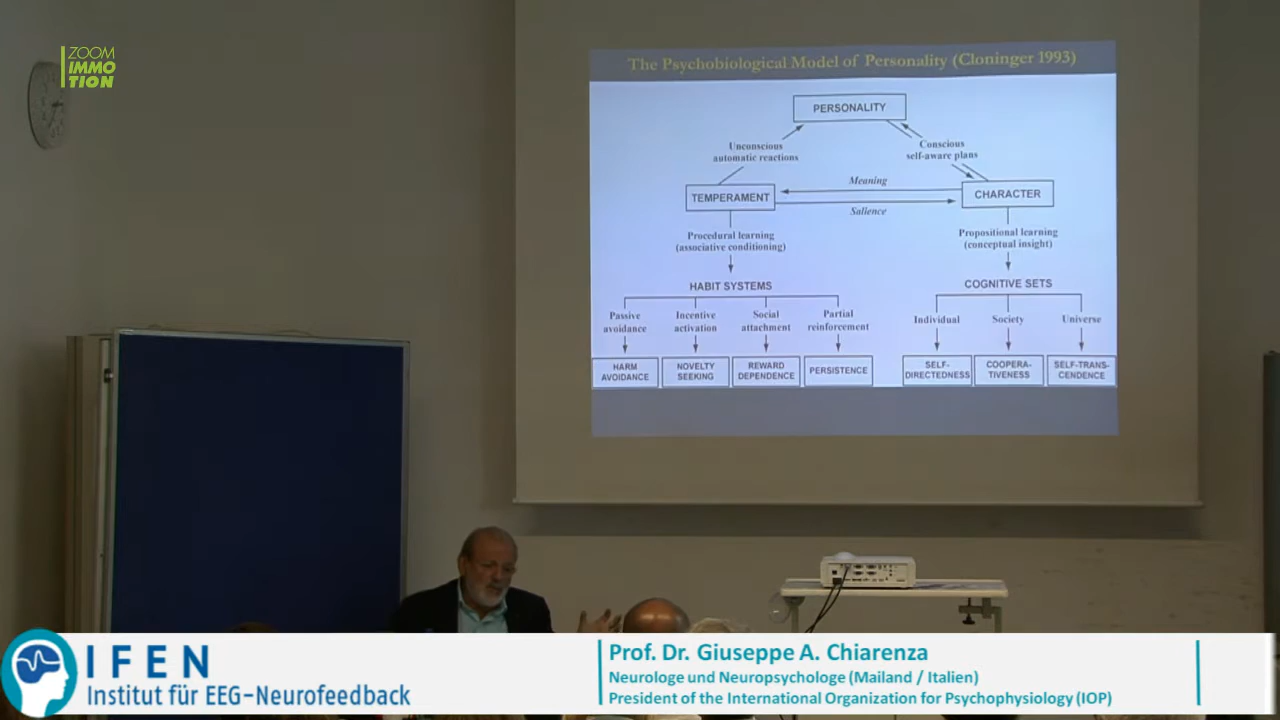 ZOOM
IMMO
TION
The Psychobiological Model of Personality (Cloninger 1993)
PERSONALITY
Unconscious
automatic reactions
Conscious
self-aware plans
TEMPERAMENT
Meaning
Salience
CHARACTER
Procedural learning
(associative conditioning)
Propositional learning
(conceptual insight)
HABIT SYSTEMS
COGNITIVE SETS
Passive
avoidance
Incentive
activation
Social
attachment
Partial
reinforcement
Individual
Society
Universe
HARM
AVOIDANCE
NOVELTY
SEEKING
REWARD
DEPENDENCE
PERSISTENCE
SELF-
DIRECTEDNESS
COOPERA-
TIVENESS
SELF-TRANS-
CENDENCE
IFEN
Institut für EEG-Neurofeedback
Prof. Dr. Giuseppe A. Chiarenza
Neurologe und Neuropsychologe (Mailand / Italien)
President of the International Organization for Psychophysiology (IOP)